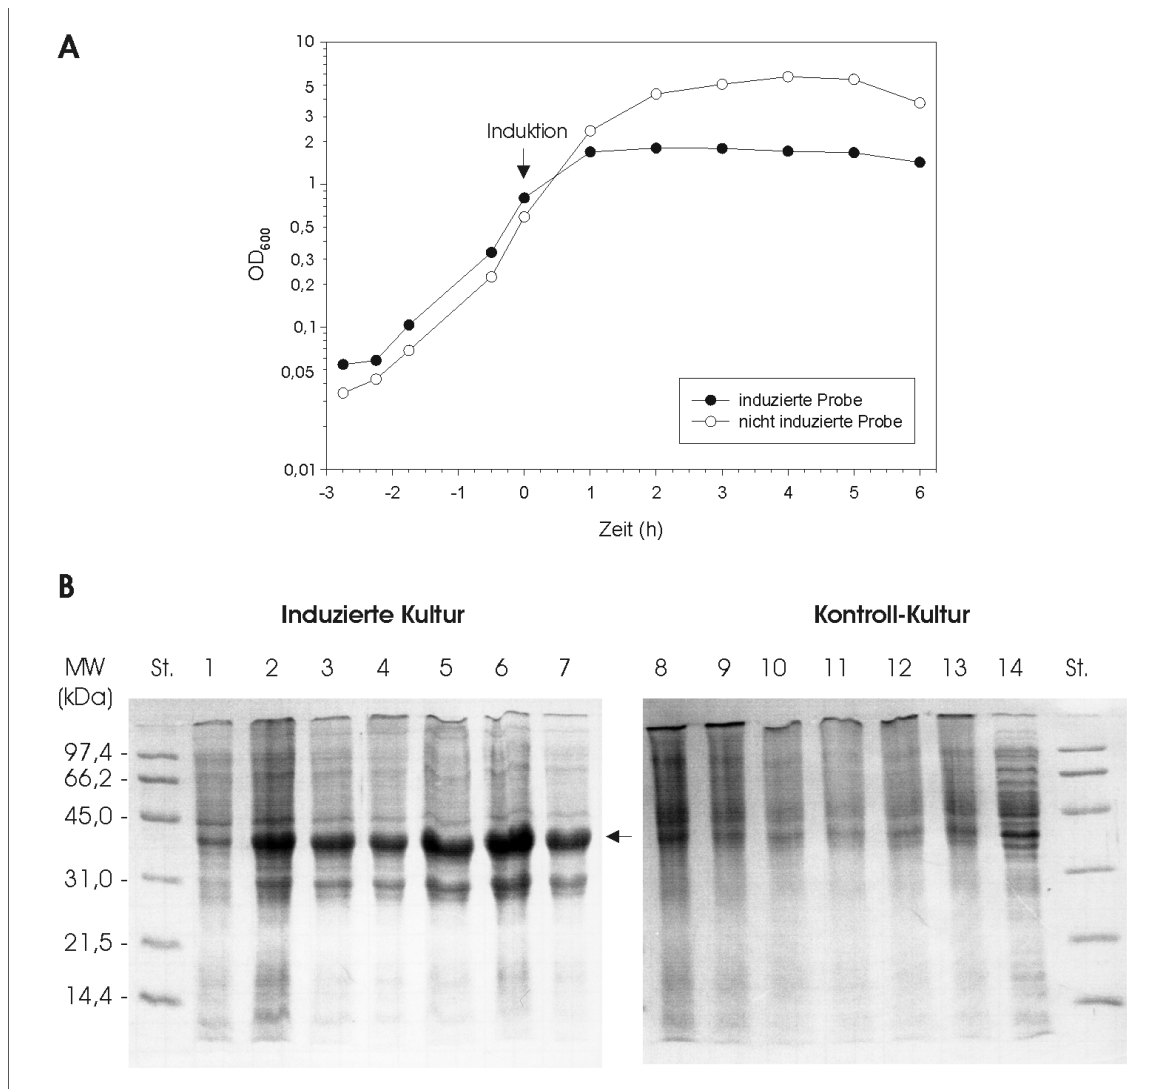 A
10
5
3
2
1
0,5
0,3
0,2
0,1
0,05
0,01
OD600
Induktion
induzierte Probe
nicht induzierte Probe
-3 -2 -1 0 1 2 3 4 5 6
Zeit (h)
B
Induzierte Kultur Kontroll-Kultur
MW St. 1 2 3 4 5 6 7 8 9 10 11 12 13 14 St.
(kDa)
97,4 -
66,2 -
45,0 -
31,0 -
21,5 -
14,4 -